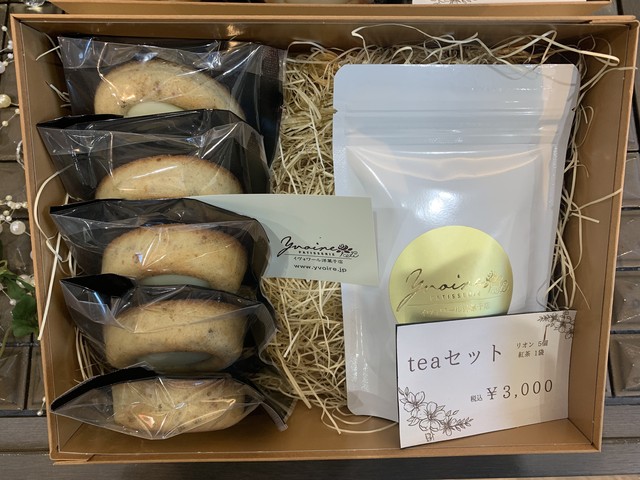 Yvoire
PATISSERIE
イヴォワール洋菓子店
www.yvoire.jp
Yvoire
PATISSERIE
teaセット
リオン 5個
紅茶 1袋
税込 ¥3,000